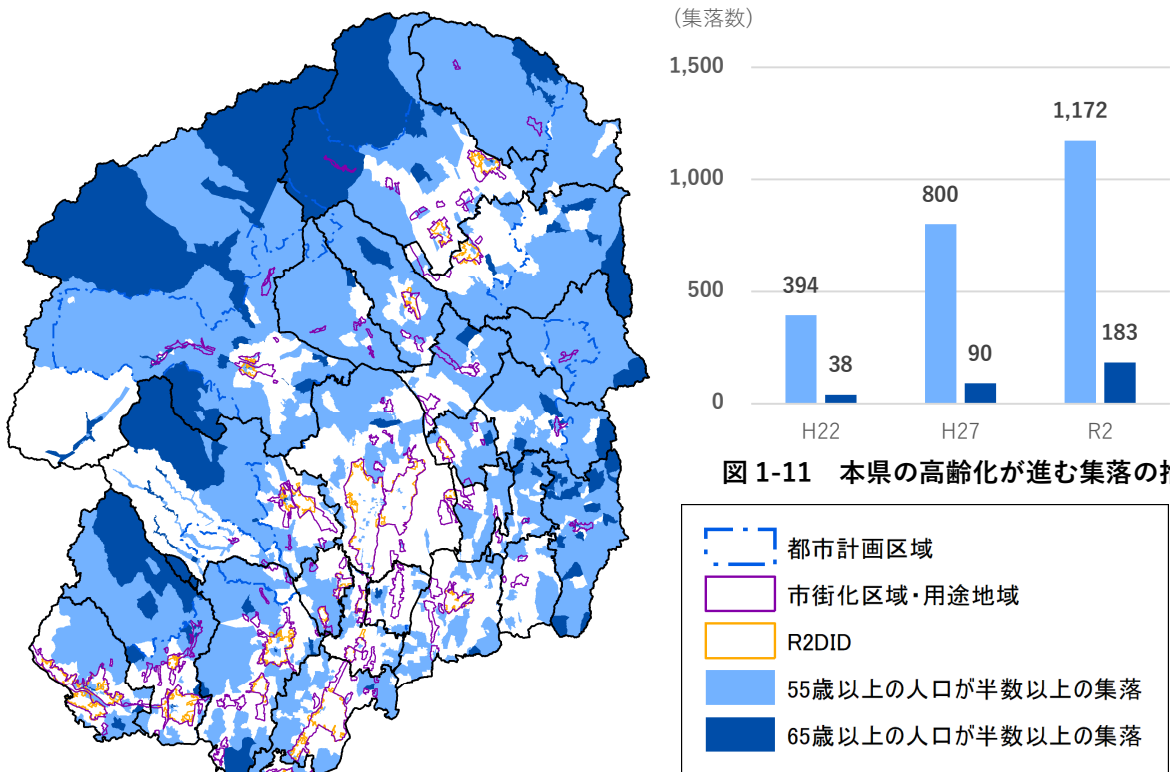 (集落数)
1,500
1,000
500
0
394
38
800
90
1,172
183
H22
H27
R2
図 1-11 本県の高齢化が進む集落の
都市計画区域
市街化区域・用途地域
R2DID
55歳以上の人口が半数以上の集落
65歳以上の人口が半数以上の集落